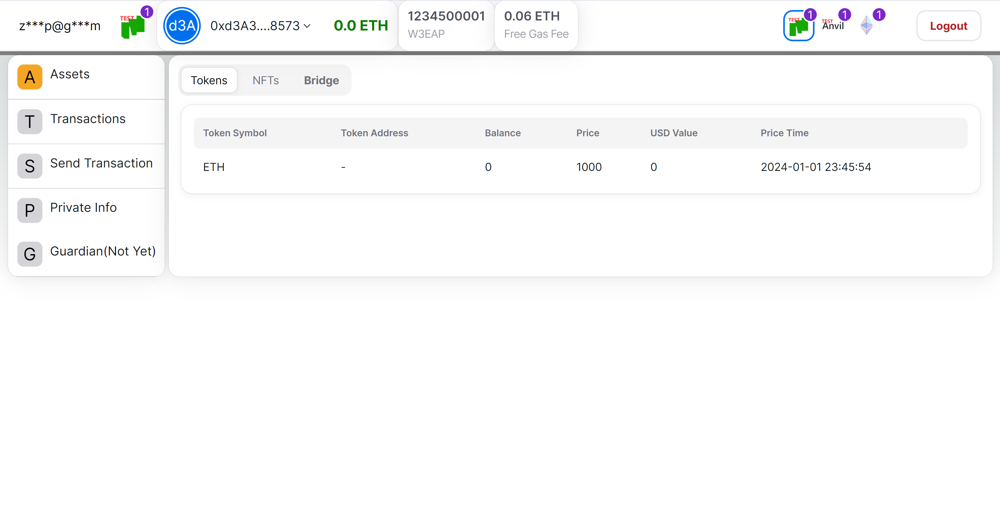 z***p@g***m
TEST
1
d3A
0xd3A3....8573
0.0 ETH
1234500001
W3EAP
0.06 ETH
Free Gas Fee
TEST
1
TEST
Anvil
1
1
Logout
A Assets
T Transactions
S Send Transaction
P Private Info
G Guardian(Not Yet)
Tokens NFTs Bridge
Token Symbol Token Address Balance Price USD Value Price Time
ETH - 0 1000 0 2024-01-01 23:45:54